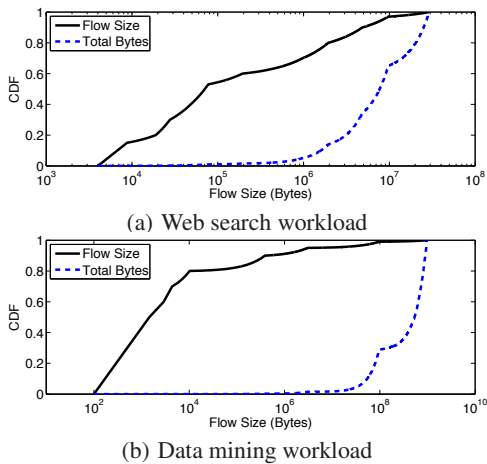 1
0.8
0.6
0.4
0.2
0
CDF
Flow Size
Total Bytes
10^3 10^4 10^5 10^6 10^7 10^8
Flow Size (Bytes)
(a) Web search workload
1
0.8
0.6
0.4
0.2
0
CDF
Flow Size
Total Bytes
10^2 10^4 10^6 10^8 10^10
Flow Size (Bytes)
(b) Data mining workload